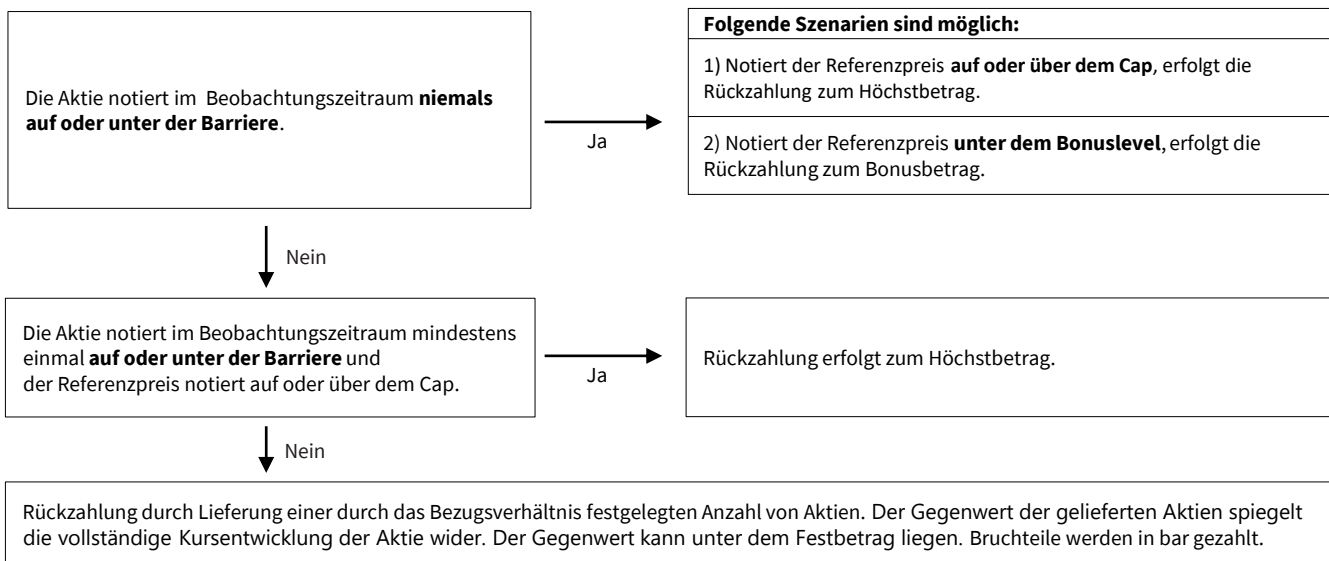 Die Aktie notiert im Beobachtungszeitraum niemals
auf oder unter der Barriere.
Ja
Folgende Szenarien sind möglich:
1) Notiert der Referenzpreis auf oder über dem Cap, erfolgt die
Rückzahlung zum Höchstbetrag.
2) Notiert der Referenzpreis unter dem Bonuslevel, erfolgt die
Rückzahlung zum Bonusbetrag.
Nein
Die Aktie notiert im Beobachtungszeitraum mindestens
einmal auf oder unter der Barriere und
der Referenzpreis notiert auf oder über dem Cap.
Ja
Rückzahlung erfolgt zum Höchstbetrag.
Nein
Rückzahlung durch Lieferung einer durch das Bezugsverhältnis festgelegten Anzahl von Aktien. Der Gegenwert der gelieferten Aktien spiegelt
die vollständige Kursentwicklung der Aktie wider. Der Gegenwert kann unter dem Festbetrag liegen. Bruchteile werden in bar gezahlt.